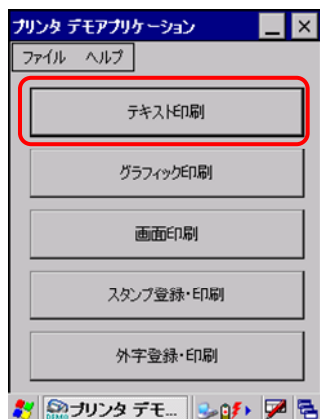 プリンタ デモアプリケーション
ファイル ヘルプ
テキスト印刷
グラフィック印刷
画面印刷
スタンプ登録・印刷
外字登録・印刷
DEMO プリンタ デモ...